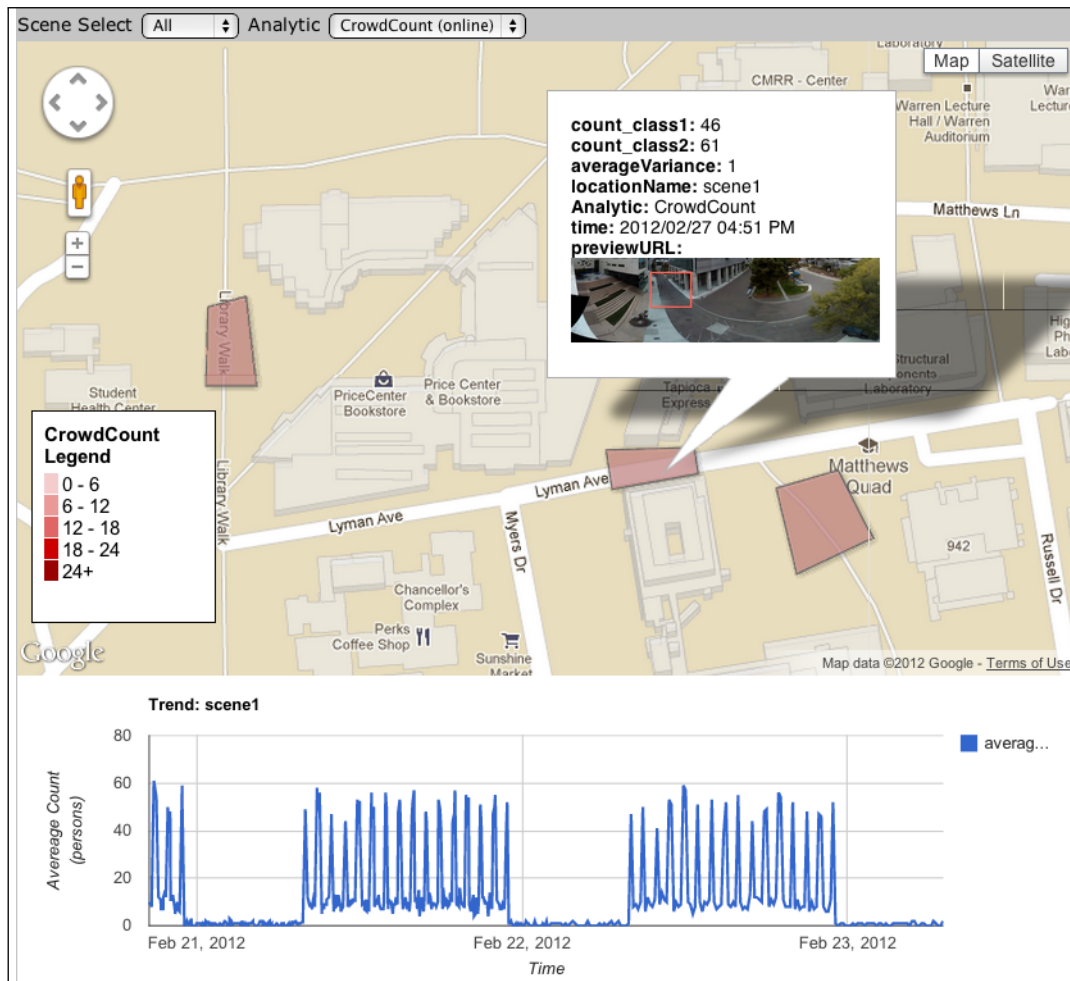 Scene Select All Analytic CrowdCount (online)
Laboratory
Map Satellite
CMRR - Center
Warren Lecture
Hall / Warren
Auditorium
count_class1: 46
count_class2: 61
averageVariance: 1
locationName: scene1
Analytic: CrowdCount
time: 2012/02/27 04:51 PM
previewURL:
Matthews Ln
Library Walk
Student
Health Center
PriceCenter
Bookstore
Price Center
& Bookstore
Tapioca
Express
Structural
Laboratory
CrowdCount
Legend
0 - 6
6 - 12
12 - 18
18 - 24
24+
Library Walk
Lyman Ave
Lyman Ave
Matthews
Quad
Myers Dr
942
Russell Dr
Chancellor's
Complex
Perks
Coffee Shop
Sunshine
Market
Google
Map data ©2012 Google - Terms of Use
Trend: scene1
80
60
40
20
0
Avereage Count
(persons)
averag...
Feb 21, 2012
Feb 22, 2012
Feb 23, 2012
Time